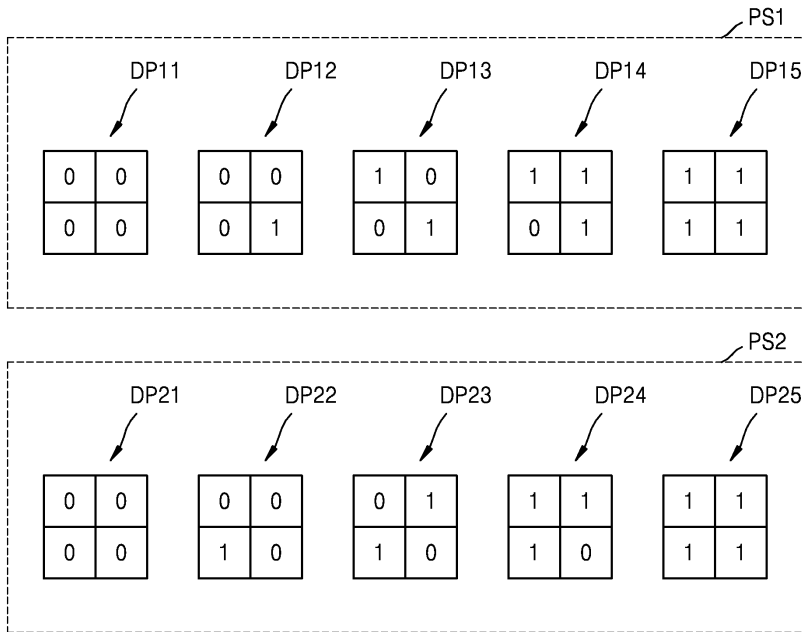 PS1
DP11 DP12 DP13 DP14 DP15
0 0 0 0 1 0 1 1 1 1
0 0 0 1 0 1 0 1 1 1
PS2
DP21 DP22 DP23 DP24 DP25
0 0 0 0 0 1 1 1 1 1
0 0 1 0 1 0 1 0 1 1